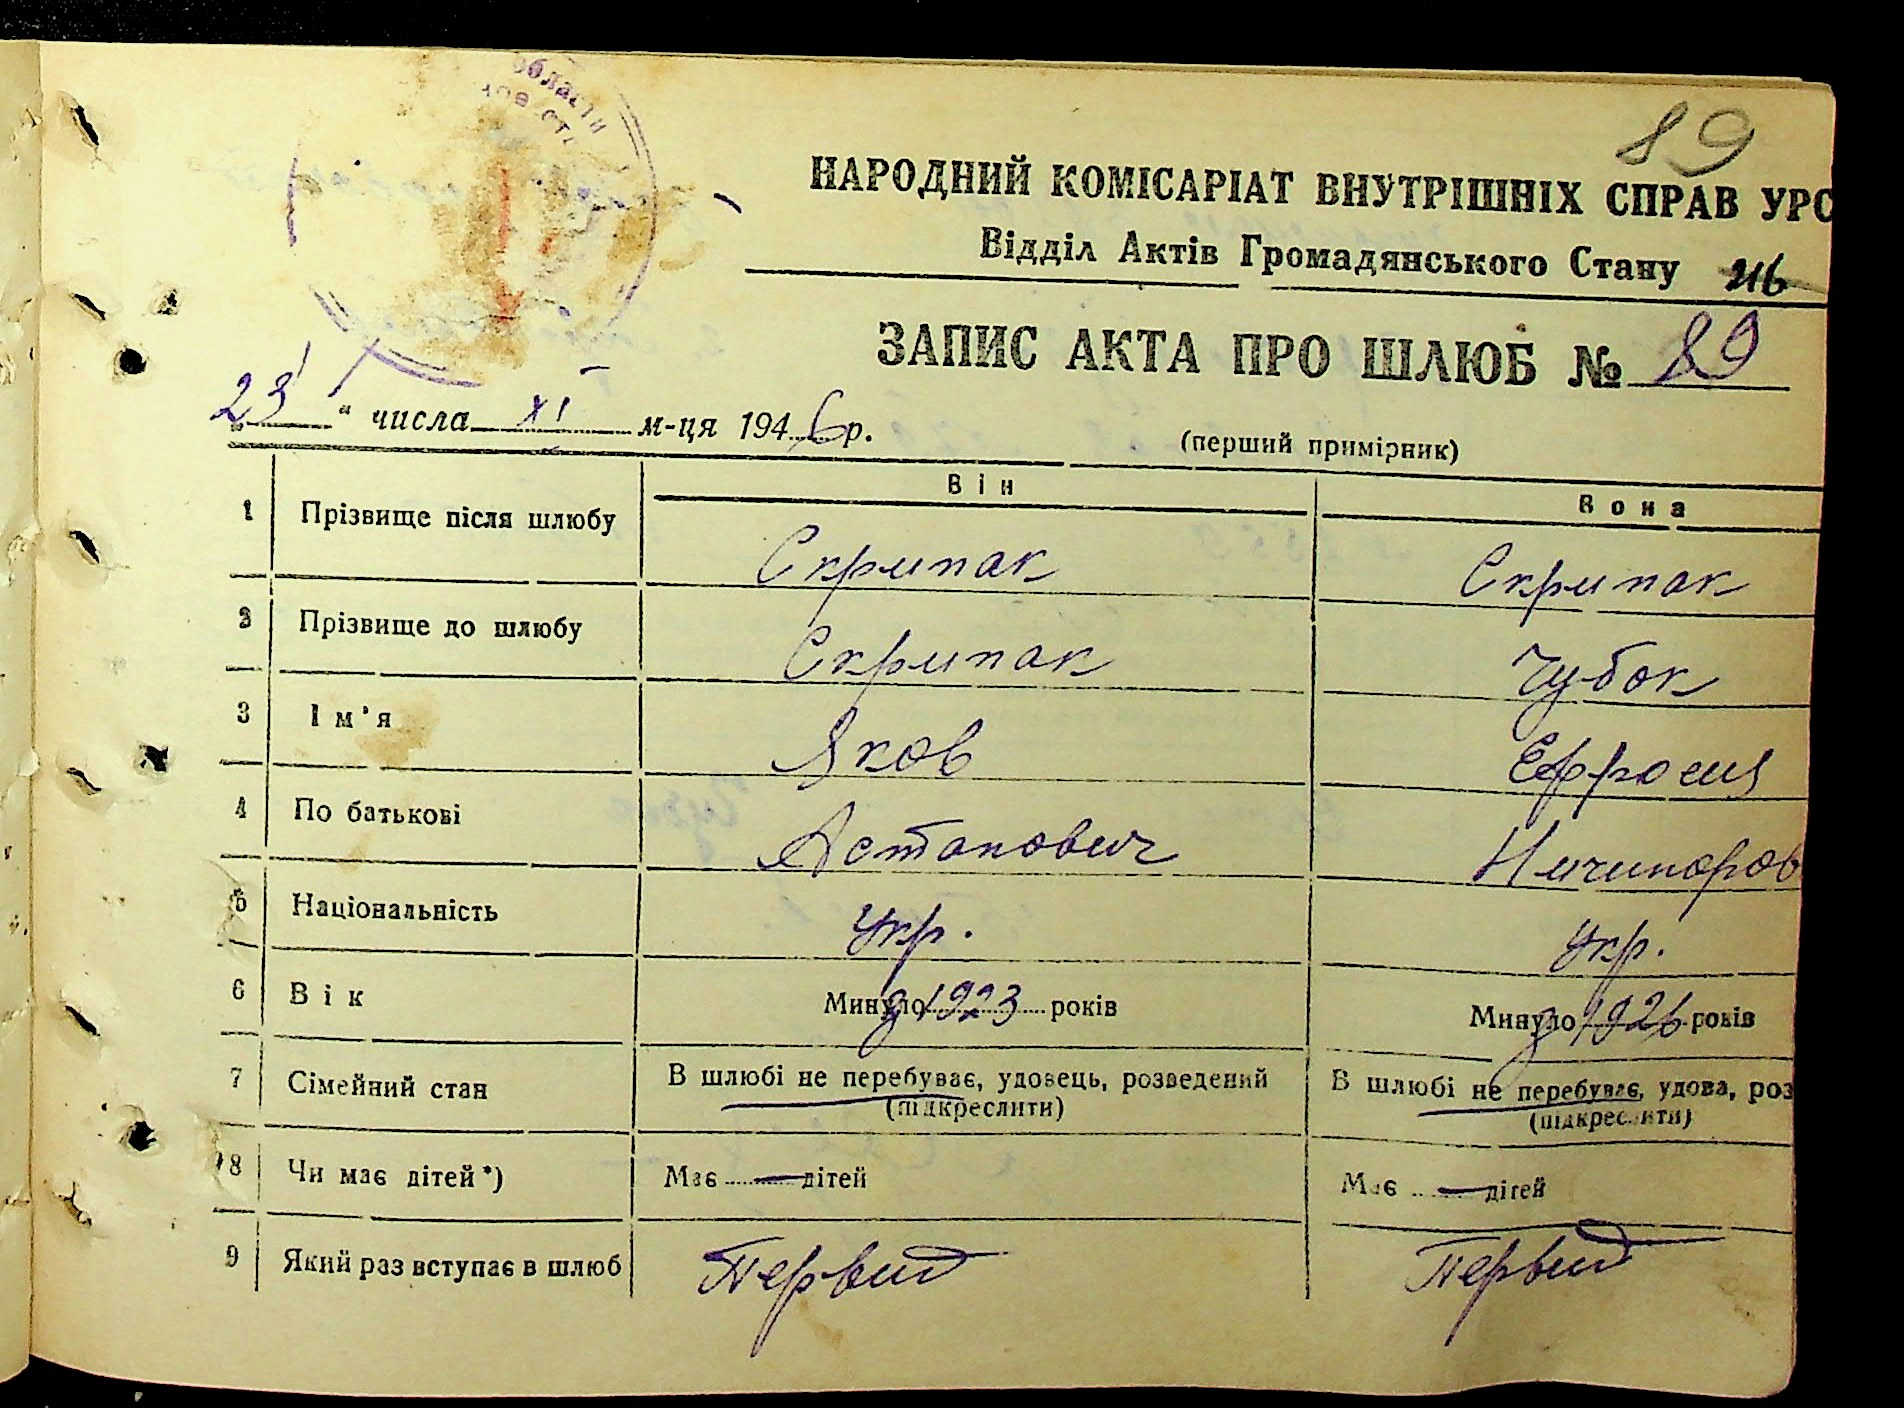 області
89
НАРОДНИЙ КОМІСАРІАТ ВНУТРІШНІХ СПРАВ УРС
Відділ Актів Громадянського Стану 216
ЗАПИС АКТА ПРО ШЛЮБ № 89
23 " числа XI м-ця 1946 р.
(перший примірник)
Він Вона
1 Прізвище після шлюбу Скрипак Скрипак
2 Прізвище до шлюбу Скрипак Чубок
3 Ім'я Яков
4 По батькові Астапович Ничипоров
5 Національність Укр. Укр.
6 Вік Минуло з 1923 років Минуло з 1926 років
7 Сімейний стан В шлюбі не перебуває, удовець, розведений В шлюбі не перебуває, удова, роз
(підкреслити) (підкреслити)
8 Чи має дітей*) Має — дітей Має — дітей
9 Який раз вступає в шлюб Первий Первий